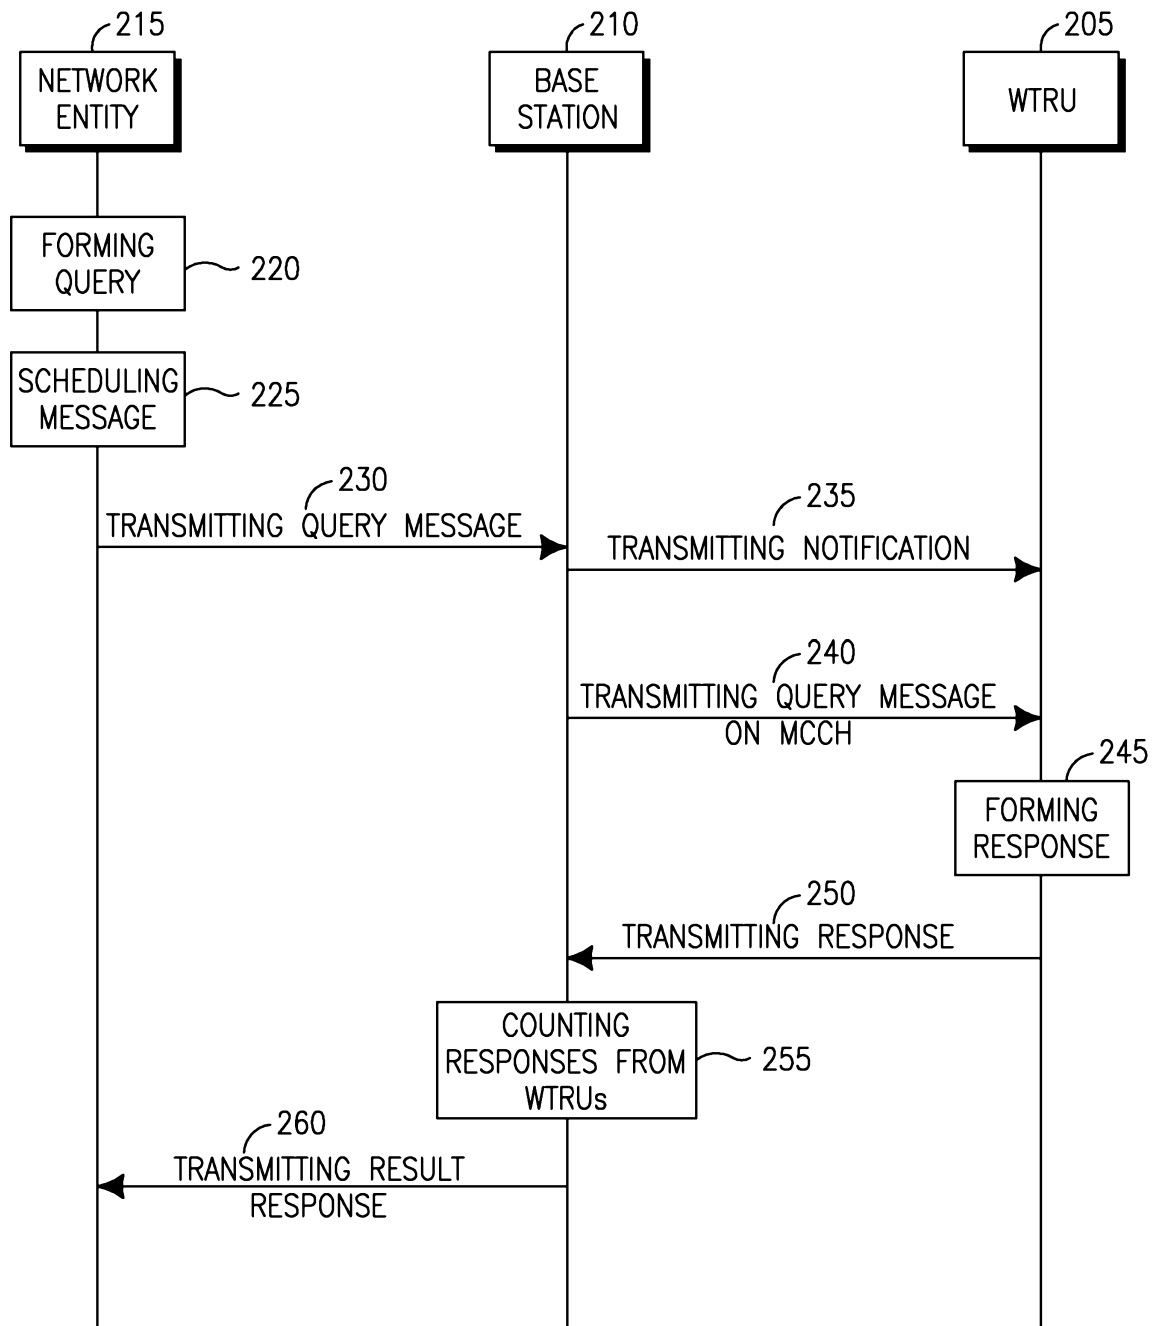 215
210
205
NETWORK
ENTITY
BASE
STATION
WTRU
FORMING
QUERY
220
SCHEDULING
MESSAGE
225
230
TRANSMITTING QUERY MESSAGE
235
TRANSMITTING NOTIFICATION
240
TRANSMITTING QUERY MESSAGE
ON MCCH
245
FORMING
RESPONSE
250
TRANSMITTING RESPONSE
COUNTING
RESPONSES FROM
WTRUs
255
260
TRANSMITTING RESULT
RESPONSE